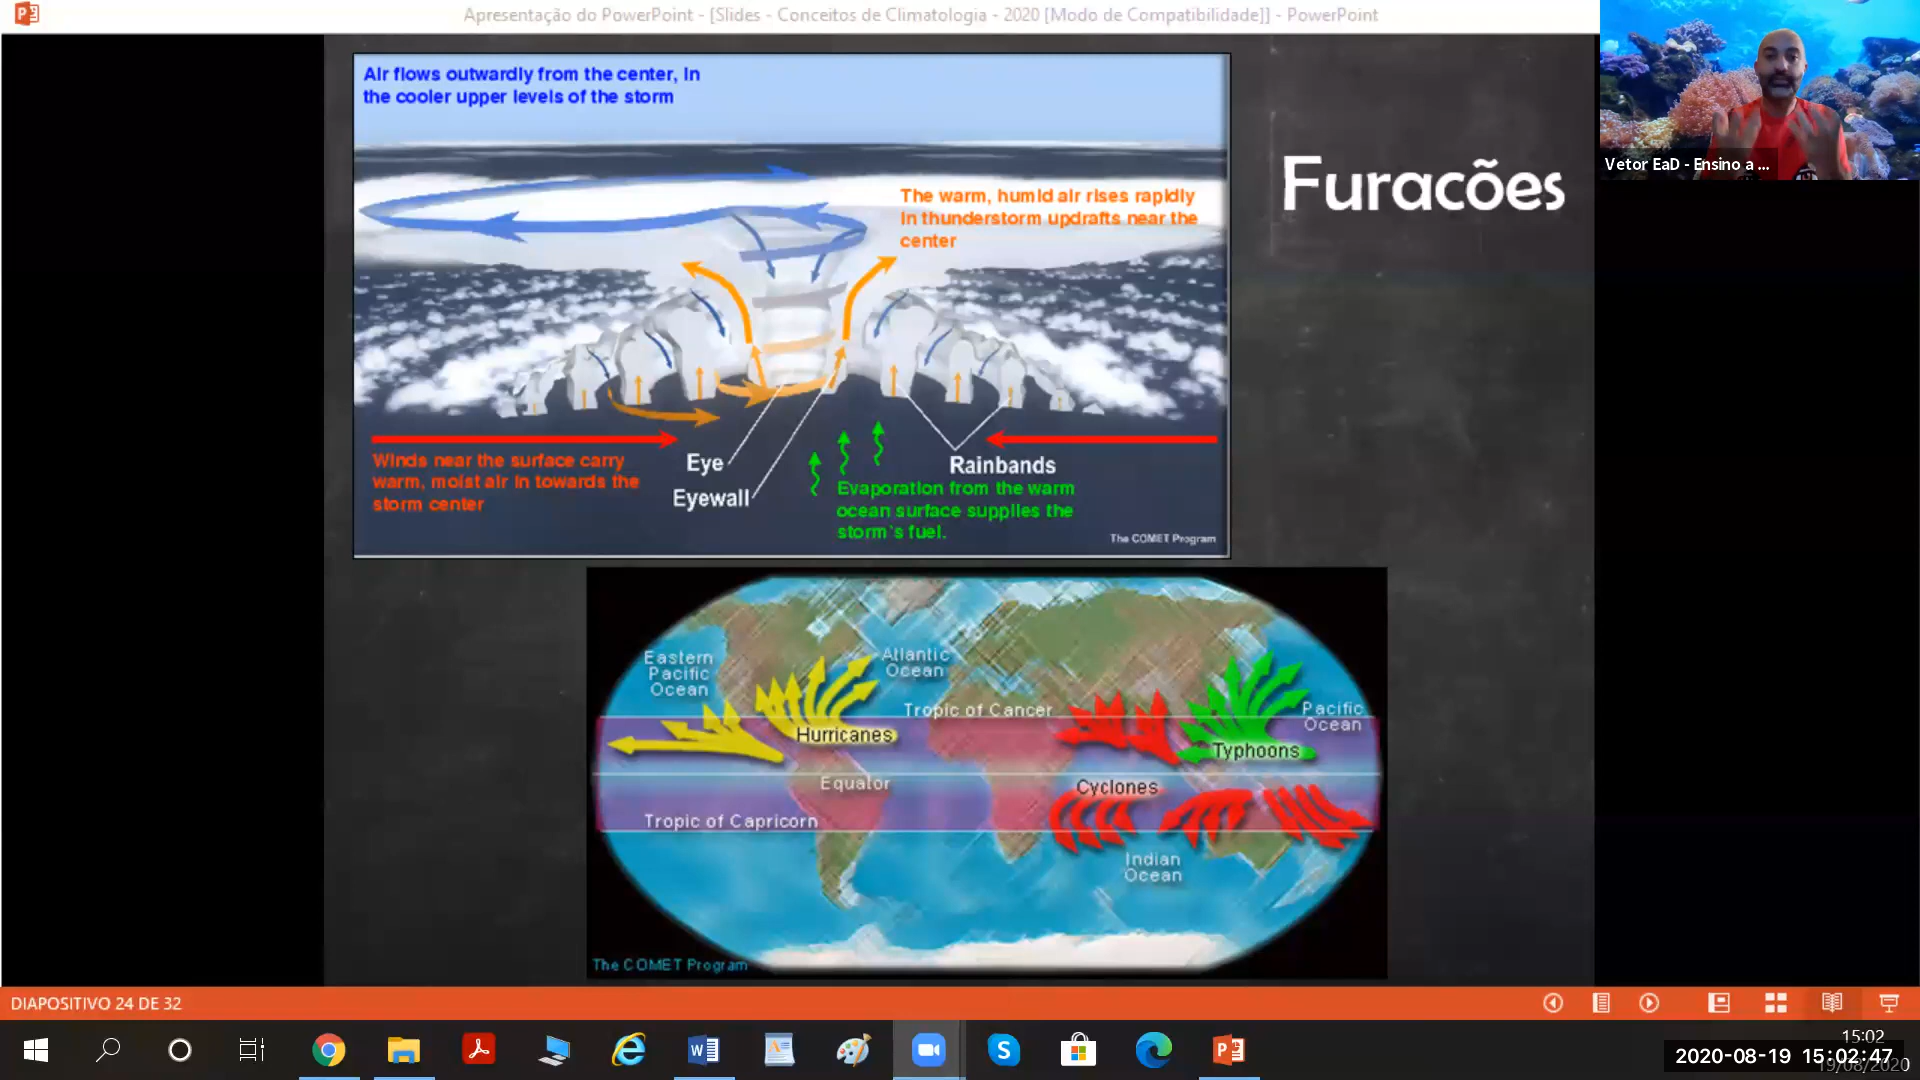 Apresentação do PowerPoint - [Slides - Conceitos de Climatologia - 2020 [Modo de Compatibilidade]] - PowerPoint
Air flows outwardly from the center, in
the cooler upper levels of the storm
The warm, humid air rises rapidly
in thunderstorm updrafts near the
center
Furacões
Vetor EaD - Ensino a ...
Winds near the surface carry
warm, moist air in towards the
storm center
Eye
Eyewall
Rainbands
Evaporation from the warm
ocean surface supplies the
storm's fuel.
The COMET Program
Eastern
Pacific
Ocean
Atlantic
Ocean
Tropic of Cancer
Pacific
Ocean
Hurricanes
Typhoons
Equator
Cyclones
Tropic of Capricorn
Indian
Ocean
The COMET Program
DIAPOSITIVO 24 DE 32
15:02
2020-08-19 15:02:47
19/08/2020